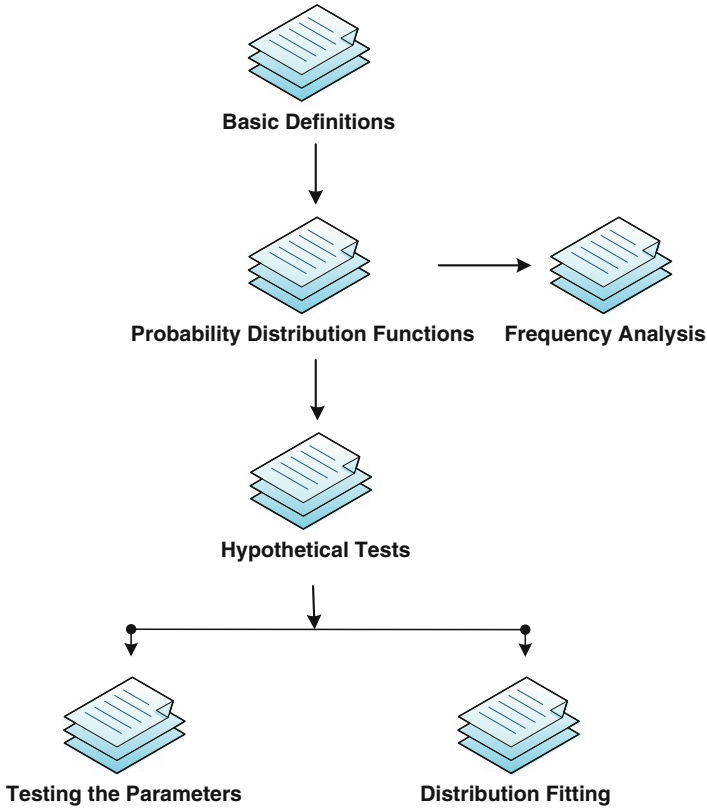 Basic Definitions
Probability Distribution Functions
Frequency Analysis
Hypothetical Tests
Testing the Parameters
Distribution Fitting